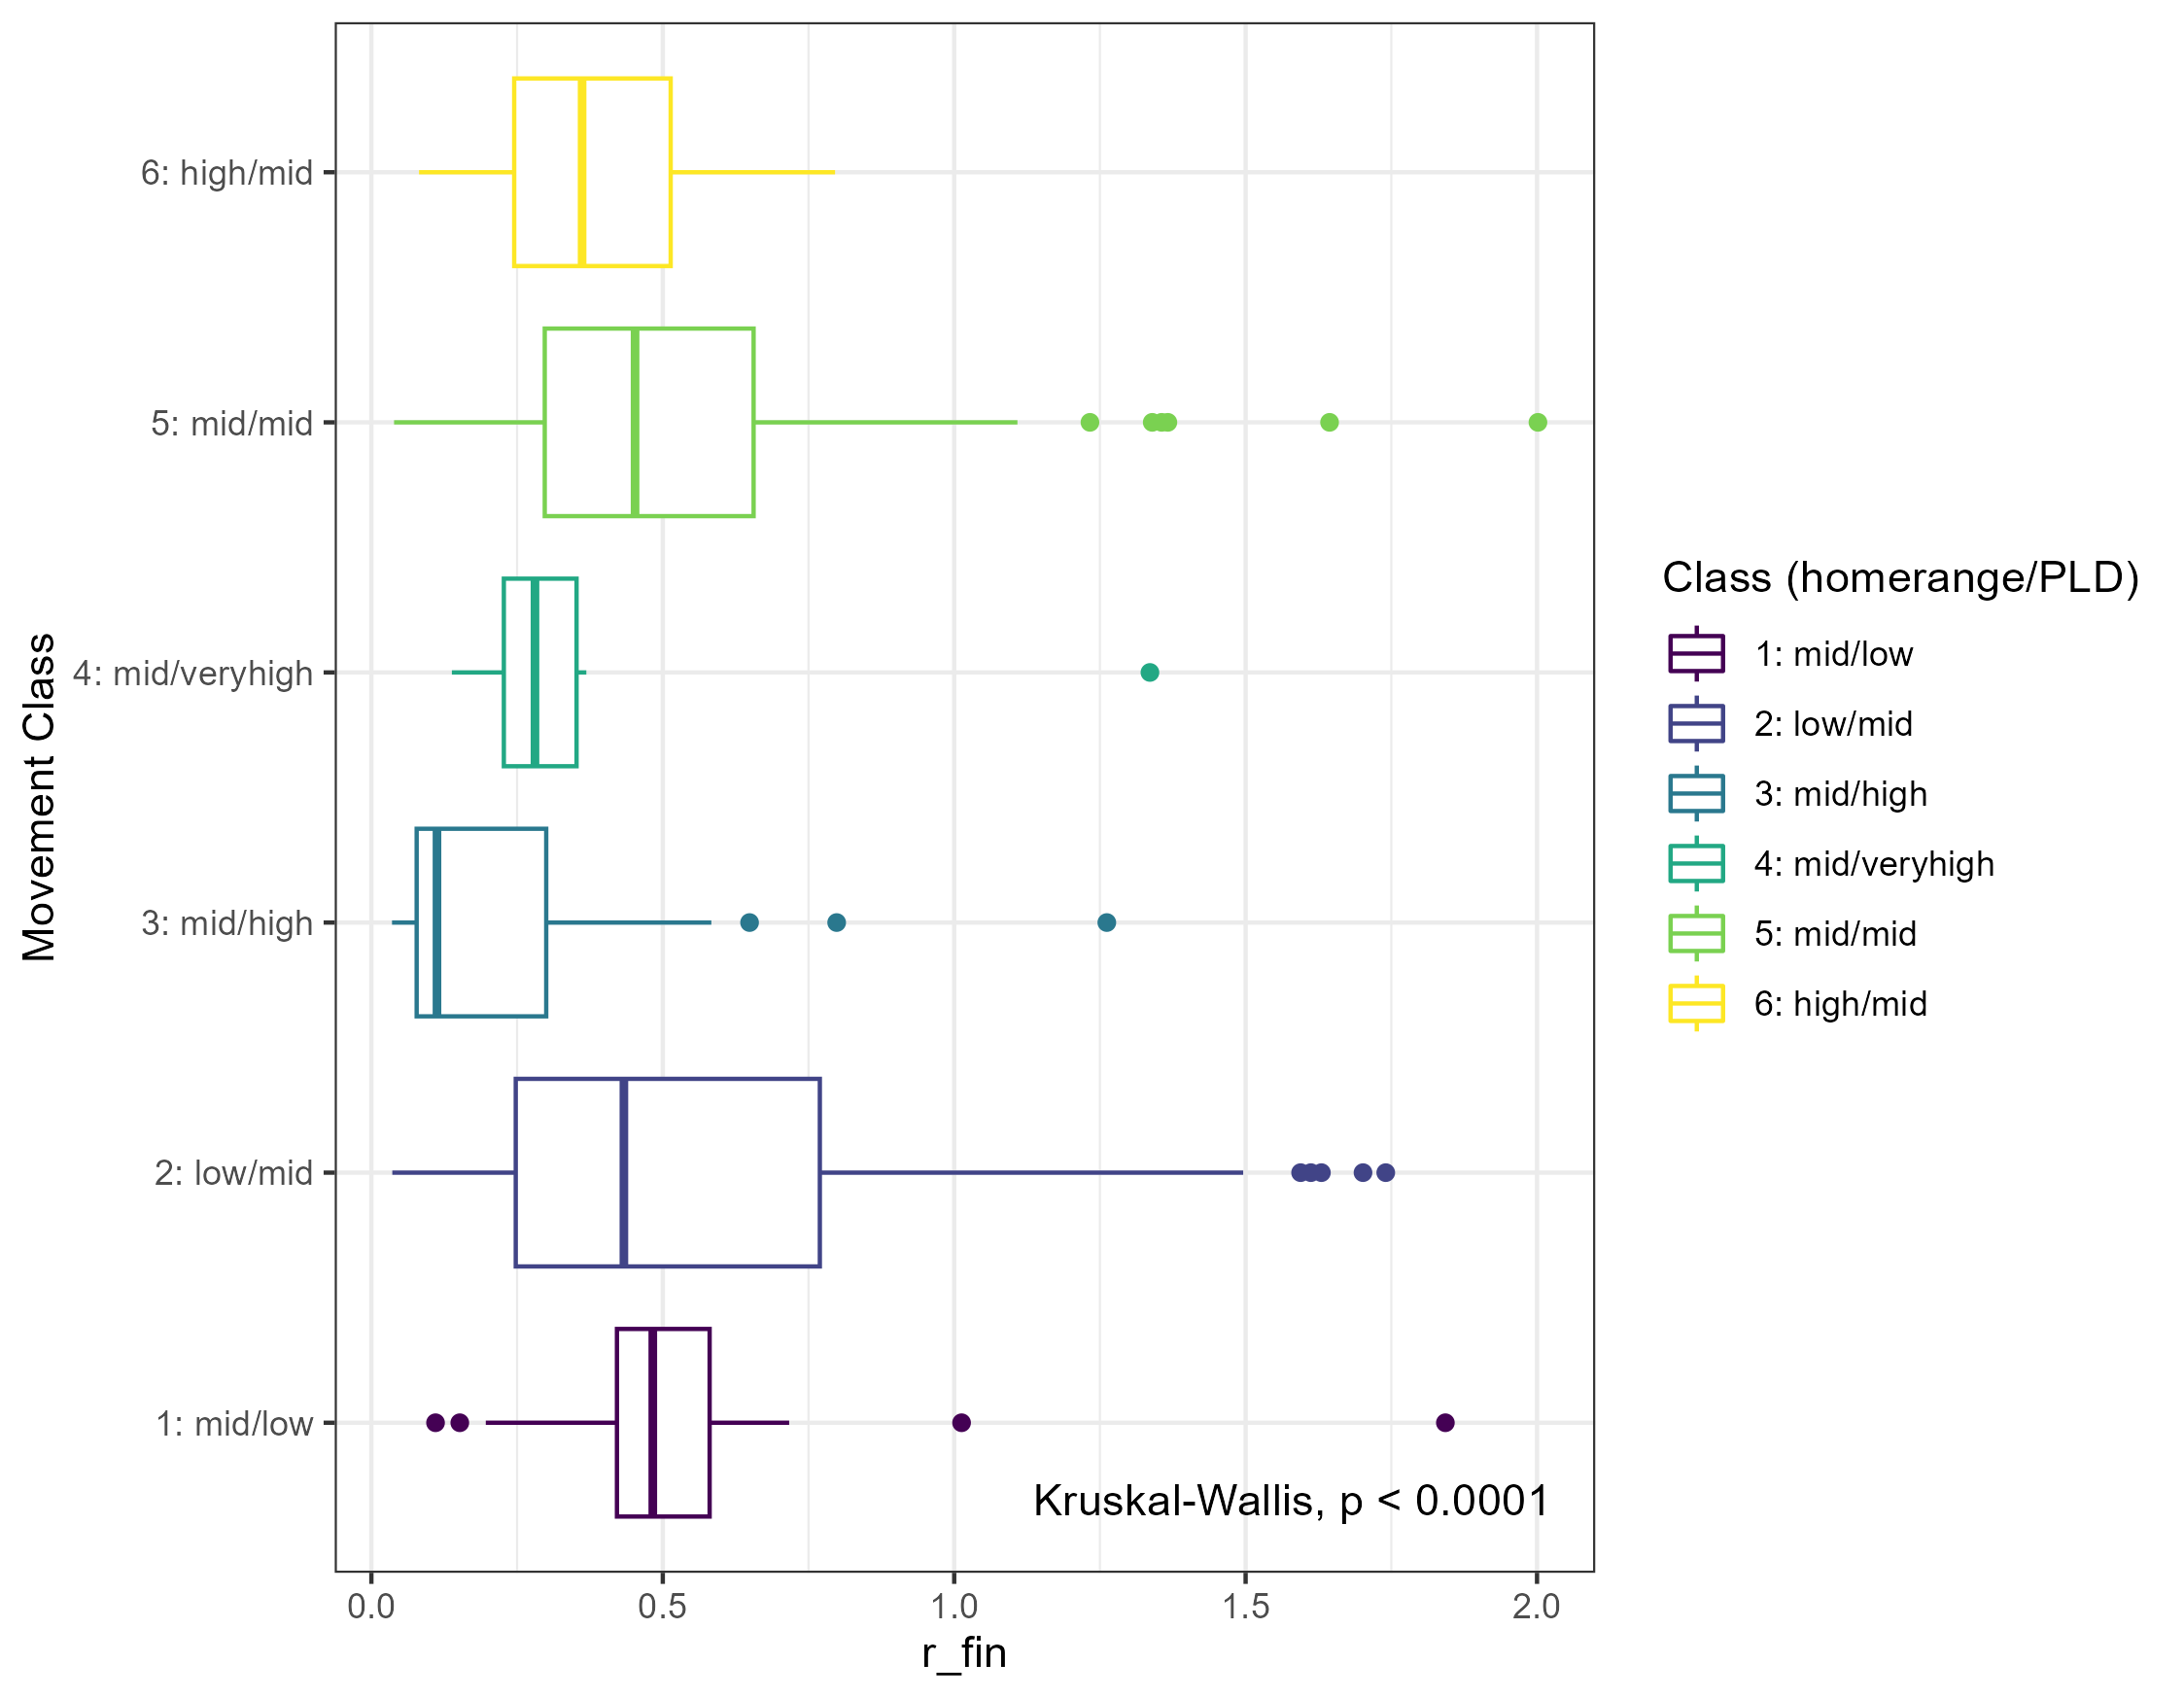 6: high/mid
5: mid/mid
4: mid/veryhigh
3: mid/high
2: low/mid
1: mid/low
Movement Class
Kruskal-Wallis, p < 0.0001
0.0 0.5 1.0 1.5 2.0
r_fin
Class (homerange/PLD)
1: mid/low
2: low/mid
3: mid/high
4: mid/veryhigh
5: mid/mid
6: high/mid